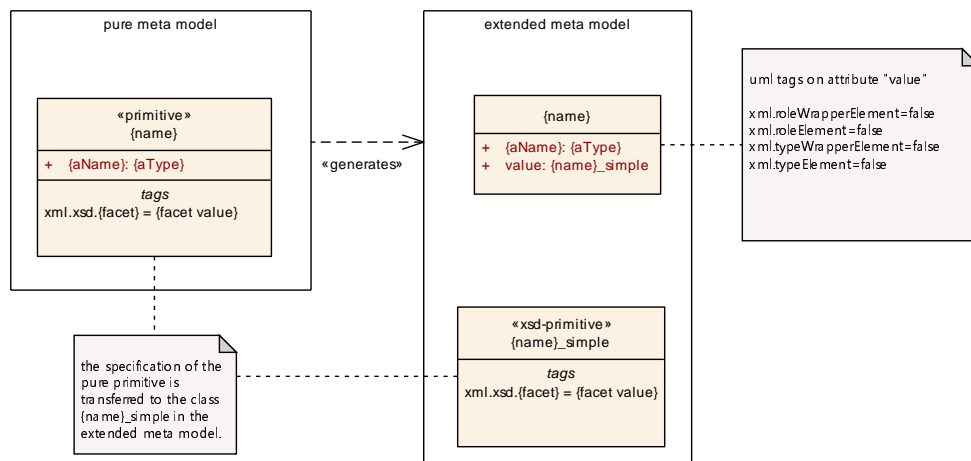 pure meta model
«primitive»
{name}
+ {aName}: {aType}
tags
xml.xsd.{facet} = {facet value}
the specification of the
pure primitive is
transferred to the class
{name}_simple in the
extended meta model.
«generates»
extended meta model
{name}
+ {aName}: {aType}
+ value: {name}_simple
«xsd-primitive»
{name}_simple
tags
xml.xsd.{facet} = {facet value}
uml tags on attribute "value"
xml.roleWrapperElement=false
xml.roleElement=false
xml.typeWrapperElement=false
xml.typeElement=false